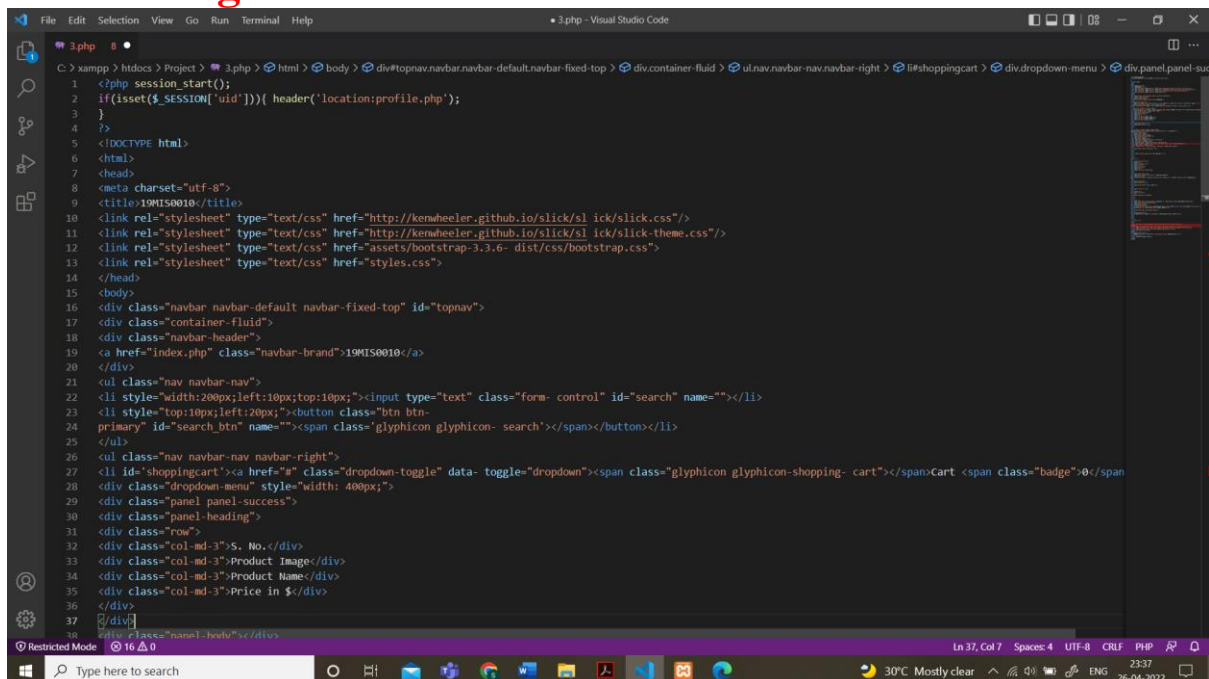 File Edit Selection View Go Run Terminal Help ● 3.php - Visual Studio Code
3.php 8 ●
C: > xampp > htdocs > Project > 3.php > html > body > div#topnav.navbar.navbar-default.navbar-fixed-top > div.container-fluid > ul.nav.navbar-nav.navbar-right > li#shoppingcart > div.dropdown-menu > div.panel.panel-suc
1 <?php session_start();
2 if(isset($_SESSION['uid'])){ header('location:profile.php');
3 }
4 ?>
5 <!DOCTYPE html>
6 <html>
7 <head>
8 <meta charset="utf-8">
9 <title>19MIS0010</title>
10 <link rel="stylesheet" type="text/css" href="http://kenwheeler.github.io/slick/sl ick/slick.css"/>
11 <link rel="stylesheet" type="text/css" href="http://kenwheeler.github.io/slick/sl ick/slick-theme.css"/>
12 <link rel="stylesheet" type="text/css" href="assets/bootstrap-3.3.6- dist/css/bootstrap.css">
13 <link rel="stylesheet" type="text/css" href="styles.css">
14 </head>
15 <body>
16 <div class="navbar navbar-default navbar-fixed-top" id="topnav">
17 <div class="container-fluid">
18 <div class="navbar-header">
19 <a href="index.php" class="navbar-brand">19MIS0010</a>
20 </div>
21 <ul class="nav navbar-nav">
22 <li style="width:200px;left:10px;top:10px;"><input type="text" class="form- control" id="search" name=""></li>
23 <li style="top:10px;left:20px;"><button class="btn btn-
24 primary" id="search_btn" name=""><span class='glyphicon glyphicon- search'></span></button></li>
25 </ul>
26 <ul class="nav navbar-nav navbar-right">
27 <li id='shoppingcart'><a href="#" class="dropdown-toggle" data- toggle="dropdown"><span class="glyphicon glyphicon-shopping- cart"></span>Cart <span class="badge">0</span
28 <div class="dropdown-menu" style="width: 400px;">
29 <div class="panel panel-success">
30 <div class="panel-heading">
31 <div class="row">
32 <div class="col-md-3">S. No.</div>
33 <div class="col-md-3">Product Image</div>
34 <div class="col-md-3">Product Name</div>
35 <div class="col-md-3">Price in $</div>
36 </div>
37 </div>
38 <div class="panel-body"></div>
Restricted Mode 16 0 Ln 37, Col 7 Spaces: 4 UTF-8 CRLF PHP
Type here to search 30°C Mostly clear ENG 23:37
26-04-2022